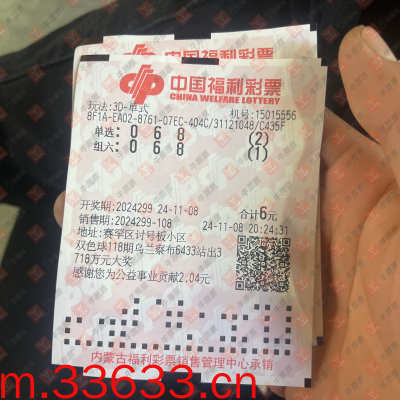 中国福利彩票
CHINA WELFARE LOTTERY
玩法:3D-单式 机号:15015556
8F1A-EA02-8761-07EC-404C/31121048/C435F
单选: 0 6 8 (2)
组六: 0 6 8 (1)
开奖期:2024299 24-11-08 合计6元
销售期:2024299-108 24-11-08 20:24:31
地址:赛罕区讨号板小区
双色球118期乌兰察布6433站出3
718万元大奖
感谢您为公益事业贡献2.04元
内蒙古福利彩票销售管理中心承销
m.33633.cn